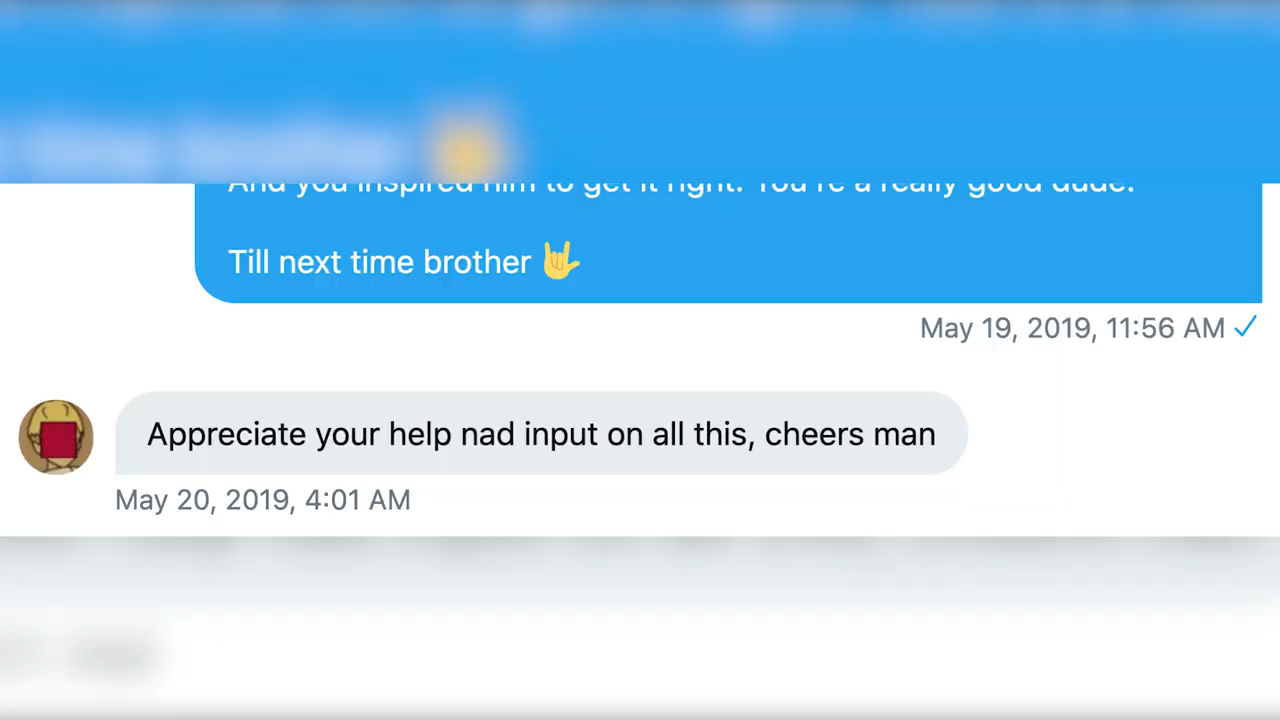 And you inspired him to get it right. You're a really good dude.
Till next time brother 🤟
May 19, 2019, 11:56 AM ✓
Appreciate your help nad input on all this, cheers man
May 20, 2019, 4:01 AM